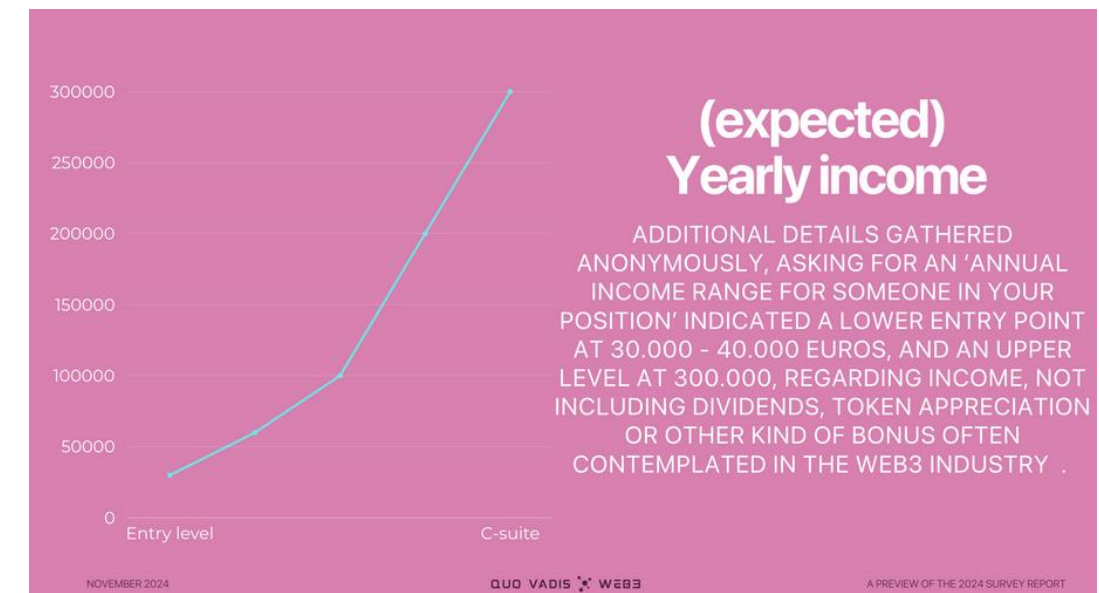 300000
250000
200000
150000
100000
50000
0
Entry level
C-suite
(expected)
Yearly income
ADDITIONAL DETAILS GATHERED
ANONYMOUSLY, ASKING FOR AN ‘ANNUAL
INCOME RANGE FOR SOMEONE IN YOUR
POSITION’ INDICATED A LOWER ENTRY POINT
AT 30.000 - 40.000 EUROS, AND AN UPPER
LEVEL AT 300.000, REGARDING INCOME, NOT
INCLUDING DIVIDENDS, TOKEN APPRECIATION
OR OTHER KIND OF BONUS OFTEN
CONTEMPLATED IN THE WEB3 INDUSTRY .
NOVEMBER 2024
QUO VADIS WEB3
A PREVIEW OF THE 2024 SURVEY REPORT